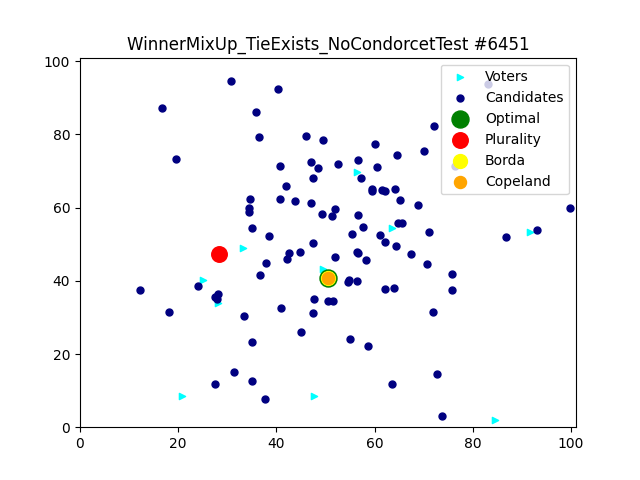 WinnerMixUp_TieExists_NoCondorcetTest #6451
100
80
60
40
20
0
0 20 40 60 80 100
Voters
Candidates
Optimal
Plurality
Borda
Copeland